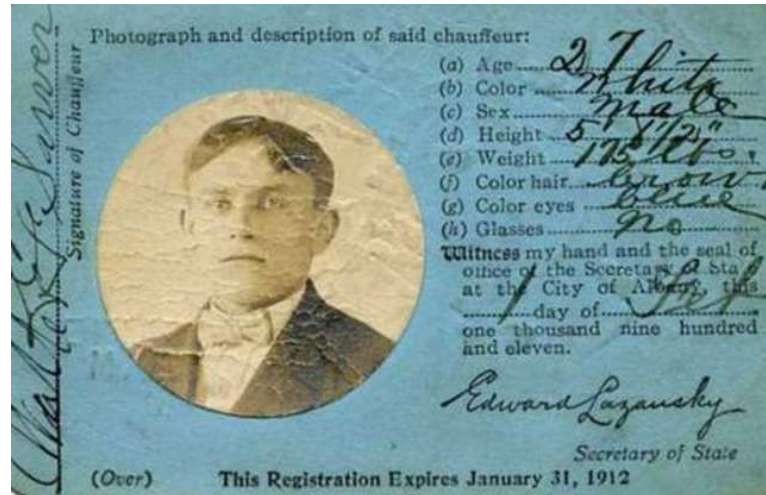 Photograph and description of said chauffeur:
(a) Age 27
(b) Color White
(c) Sex male
(d) Height 5' 1 1/2"
(e) Weight 175 lbs.
(f) Color hair brown
(g) Color eyes blue
(h) Glasses no
Witness my hand and the seal of
office of the Secretary of Sta
at the City of Albany, this
1 day of
one thousand nine hundred
and eleven.
Edward Lazansky
Secretary of State
(Over) This Registration Expires January 31, 1912
Signature of Chauffeur